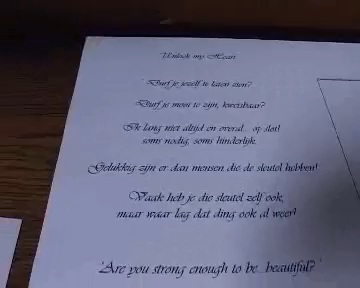 Unlock my Heart
"Durf je jezelf te laten zien?
Durf je mooi te zijn, kwetsbaar?
Ik lang niet altijd en overal... op slot!
soms nodig, soms hinderlijk.
Gelukkig zijn er dan mensen die de sleutel hebben!
Vaak heb je die sleutel zelf ook,
maar waar lag dat ding ook al weer!
'Are you strong enough to be...beautiful?'